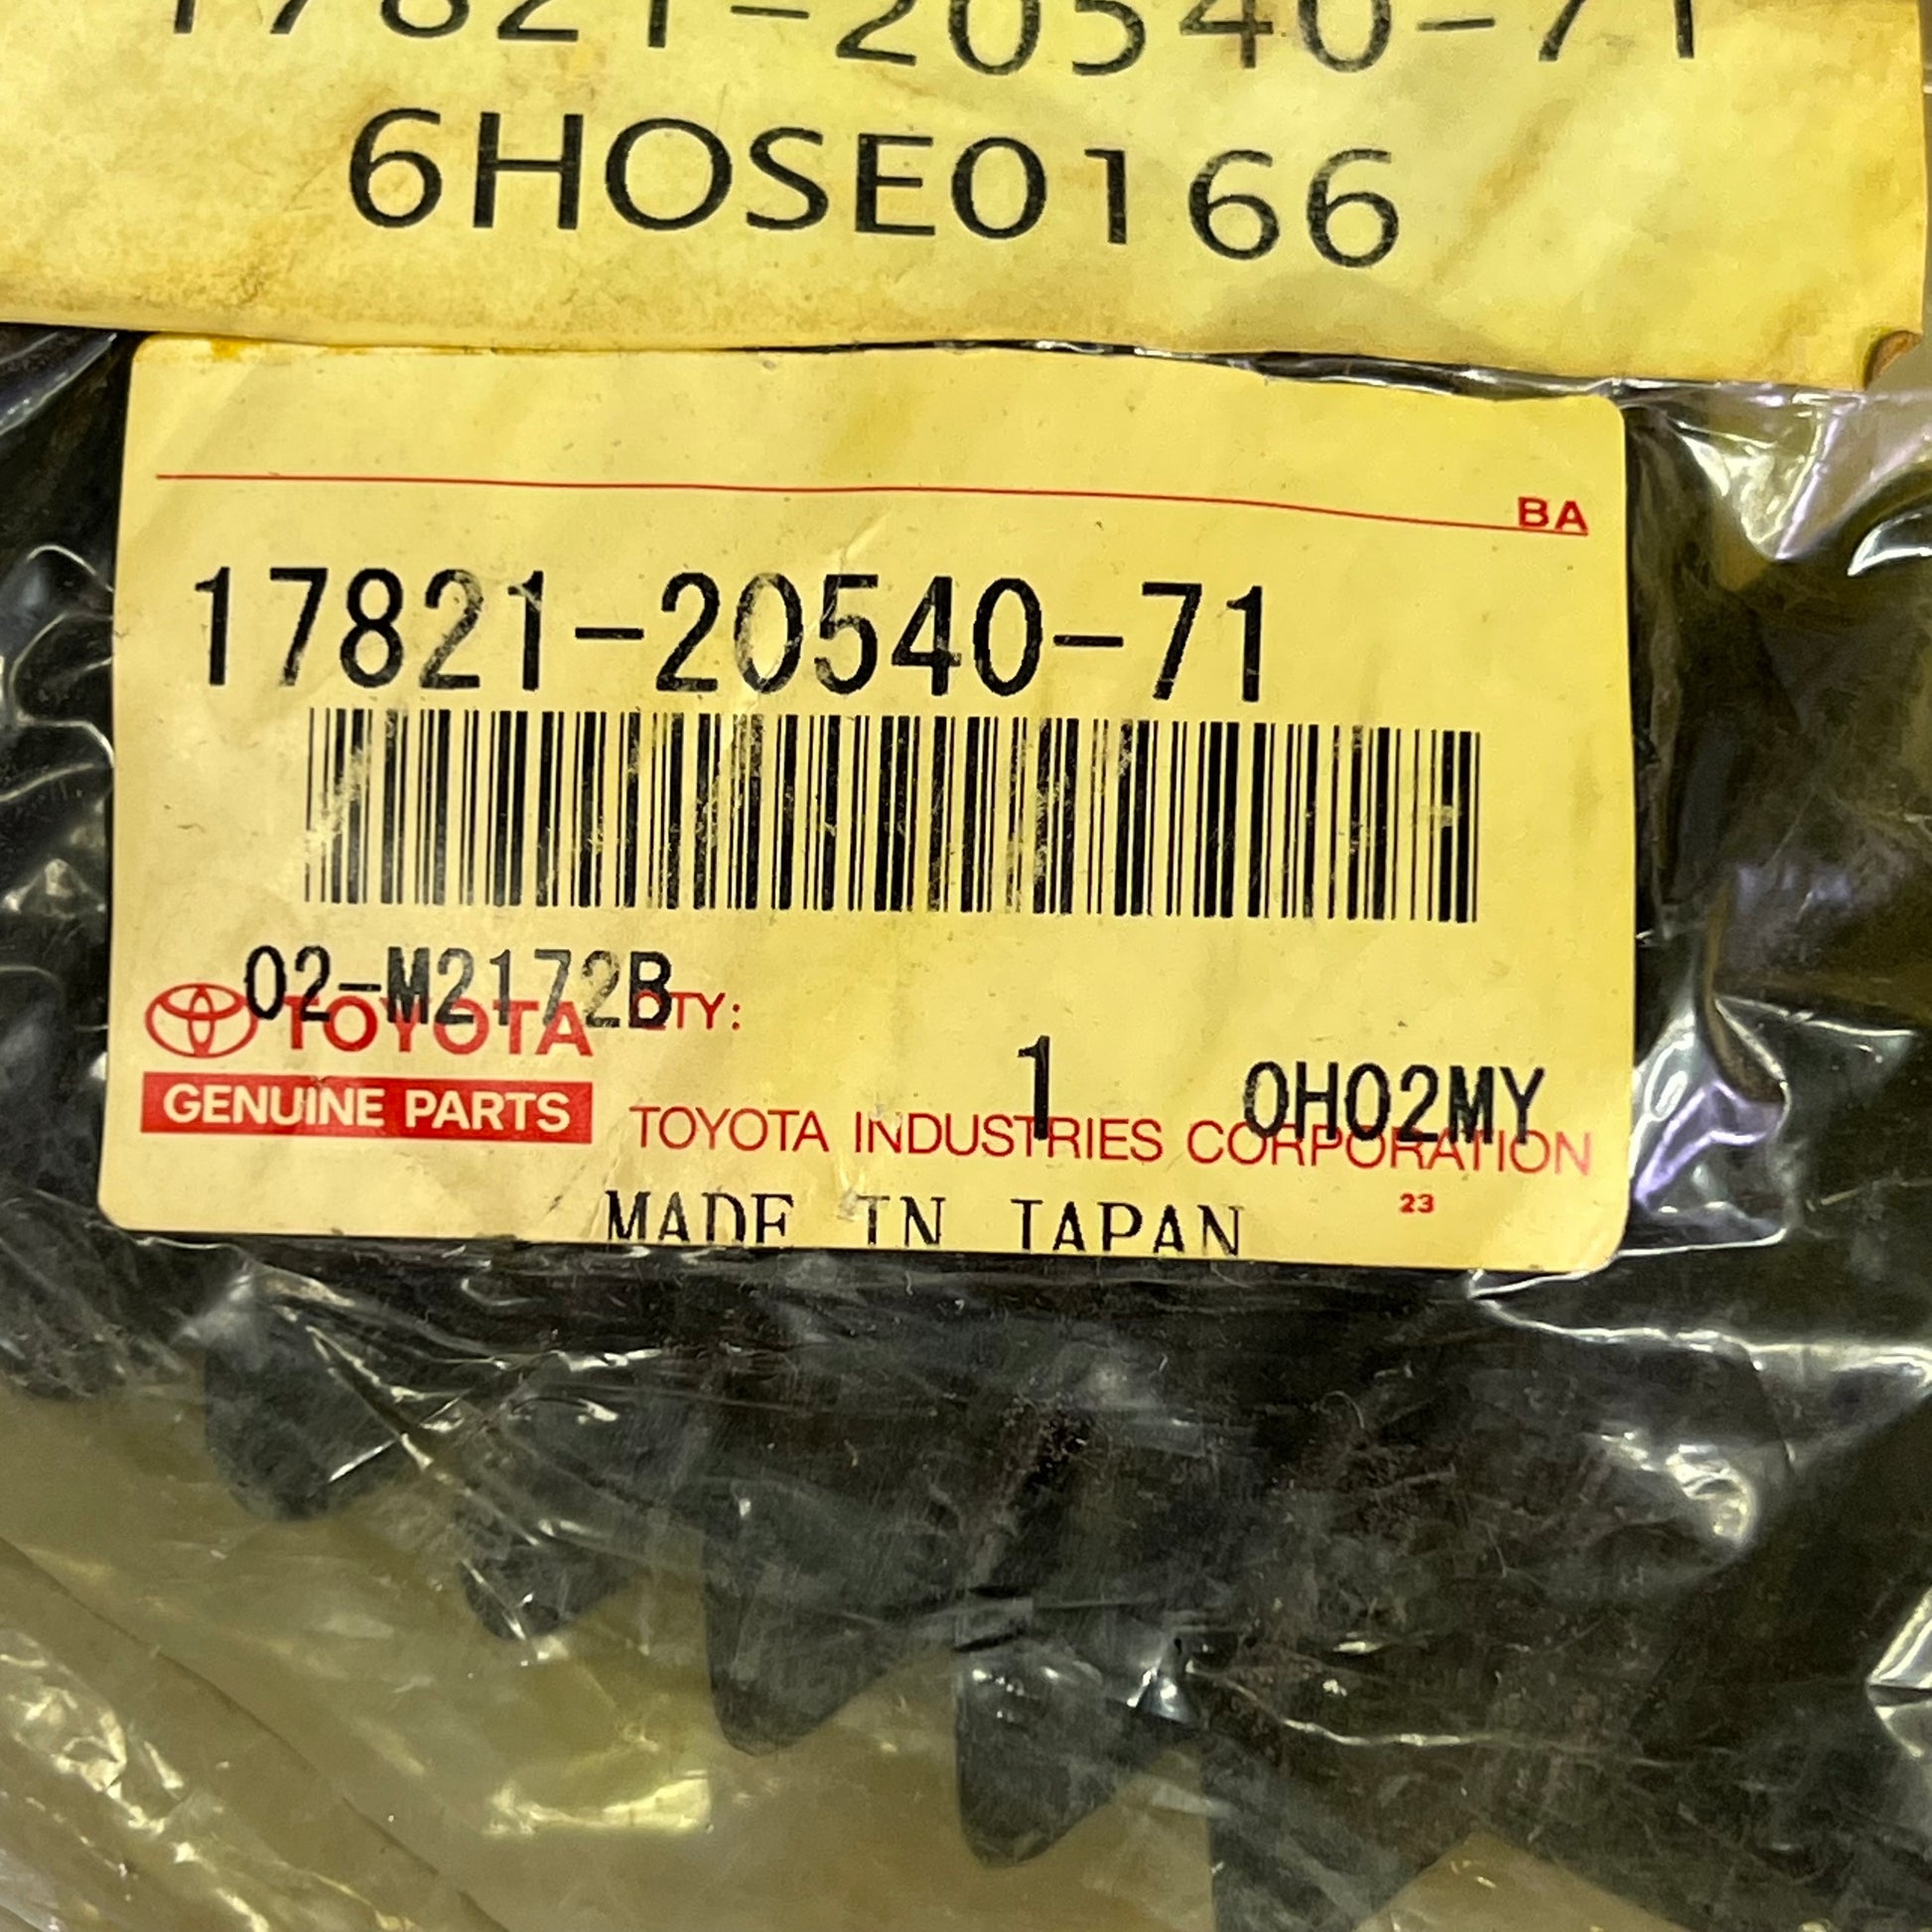 17821-20540-71
6HOSE0166
BA
17821-20540-71
02-M2172B
TOYOTA QTY:
1 0H02MY
GENUINE PARTS TOYOTA INDUSTRIES CORPORATION
23
MADE IN JAPAN